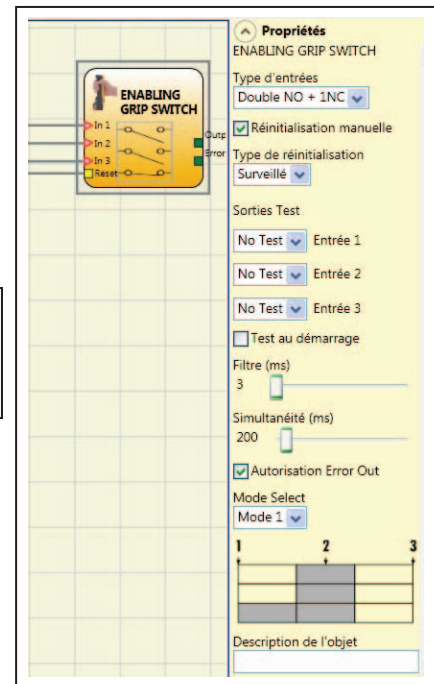 ENABLING
GRIP SWITCH
In 1
In 2
In 3
Reset
Outp
Error
Propriétés
ENABLING GRIP SWITCH
Type d'entrées
Double NO + 1NC
Réinitialisation manuelle
Type de réinitialisation
Surveillé
Sorties Test
No Test Entrée 1
No Test Entrée 2
No Test Entrée 3
Test au démarrage
Filtre (ms)
3
Simultanéité (ms)
200
Autorisation Error Out
Mode Select
Mode 1
1 2 3
Description de l'objet